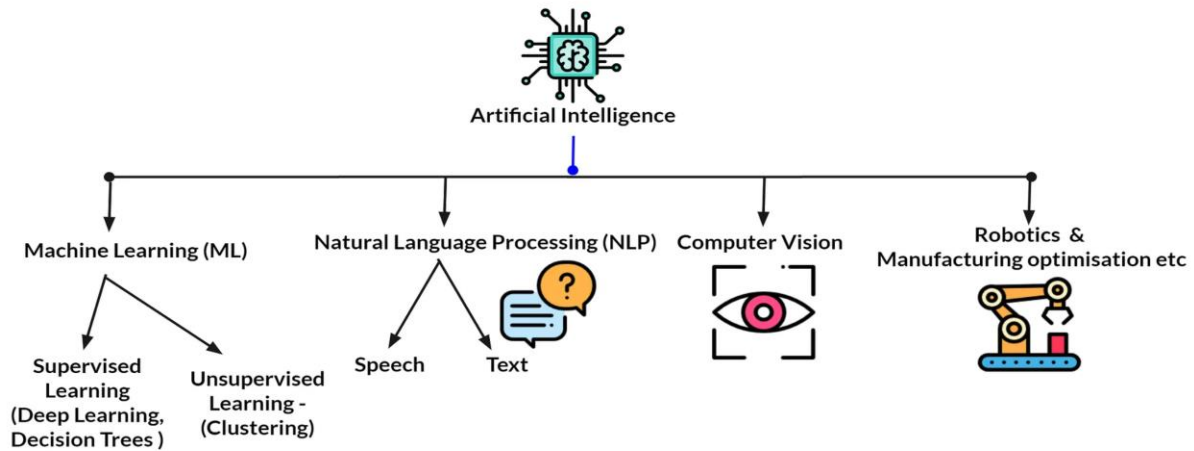 Artificial Intelligence
Machine Learning (ML)
Natural Language Processing (NLP)
Computer Vision
Robotics &
Manufacturing optimisation etc
?
Supervised
Learning
(Deep Learning,
Decision Trees )
Unsupervised
Learning -
(Clustering)
Speech
Text